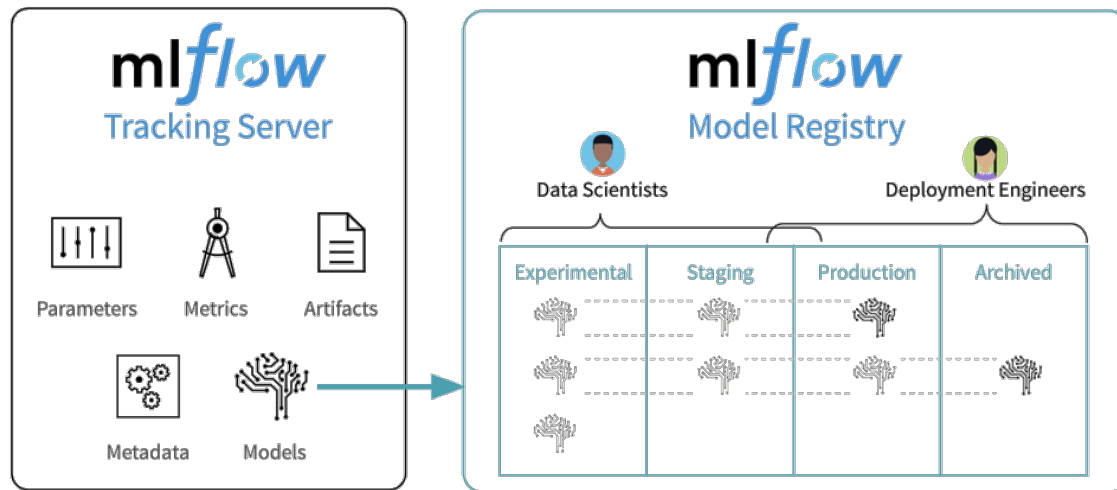 mlflow
Tracking Server
Parameters
Metrics
Artifacts
Metadata
Models
mlflow
Model Registry
Data Scientists
Deployment Engineers
Experimental
Staging
Production
Archived